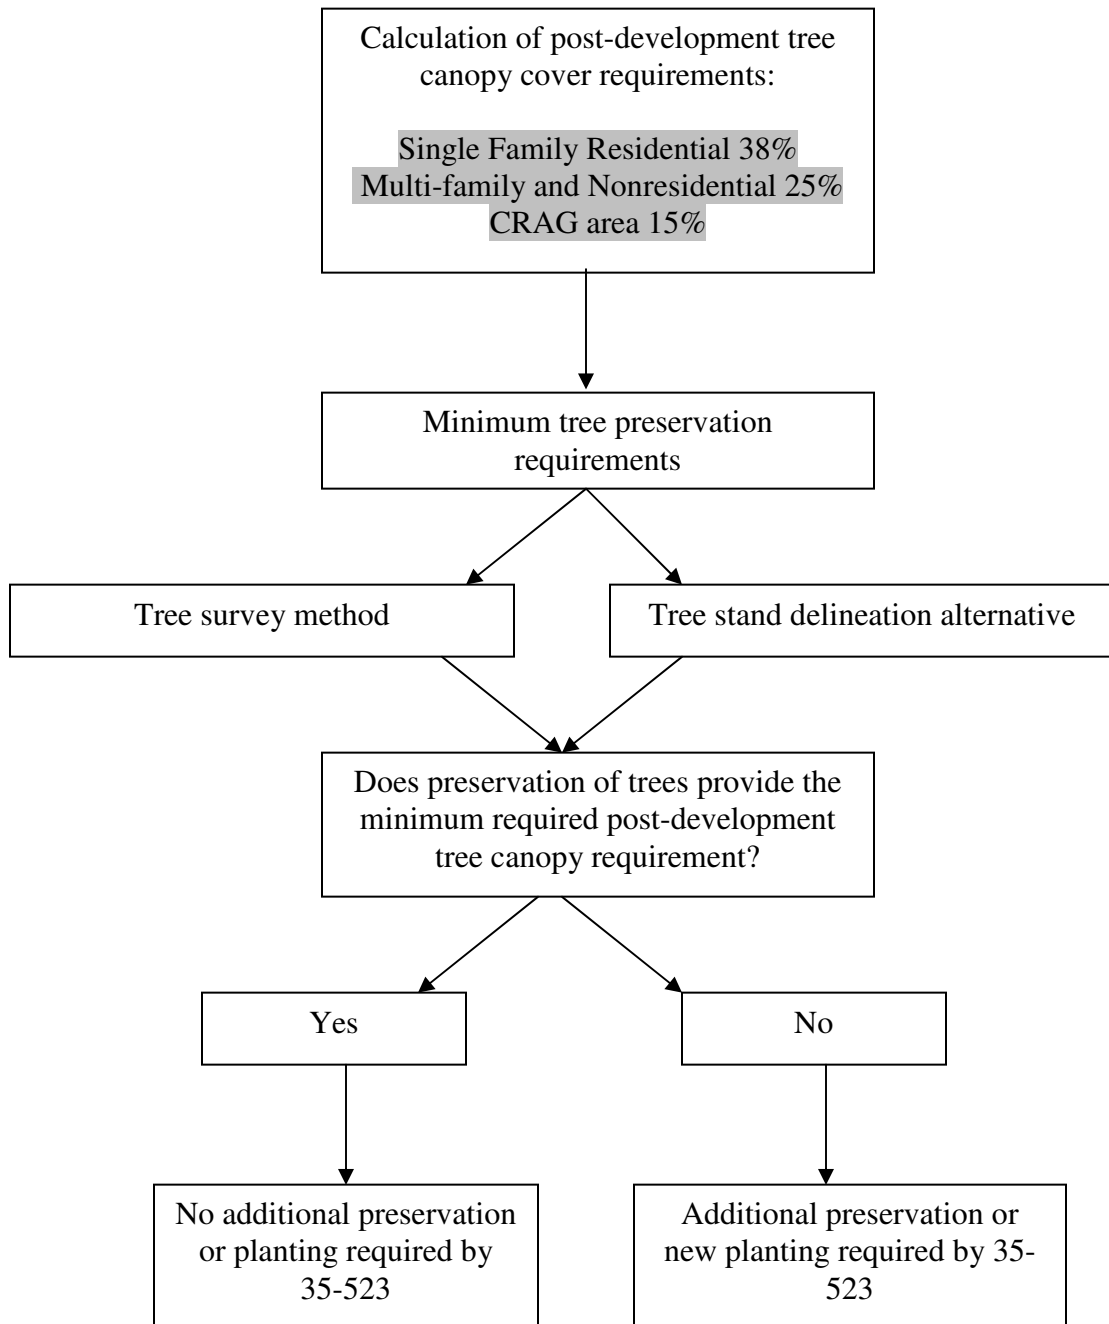 Calculation of post-development tree
canopy cover requirements:
Single Family Residential 38%
Multi-family and Nonresidential 25%
CRAG area 15%
Minimum tree preservation
requirements
Tree survey method
Tree stand delineation alternative
Does preservation of trees provide the
minimum required post-development
tree canopy requirement?
Yes
No
No additional preservation
or planting required by
35-523
Additional preservation or
new planting required by 35-
523